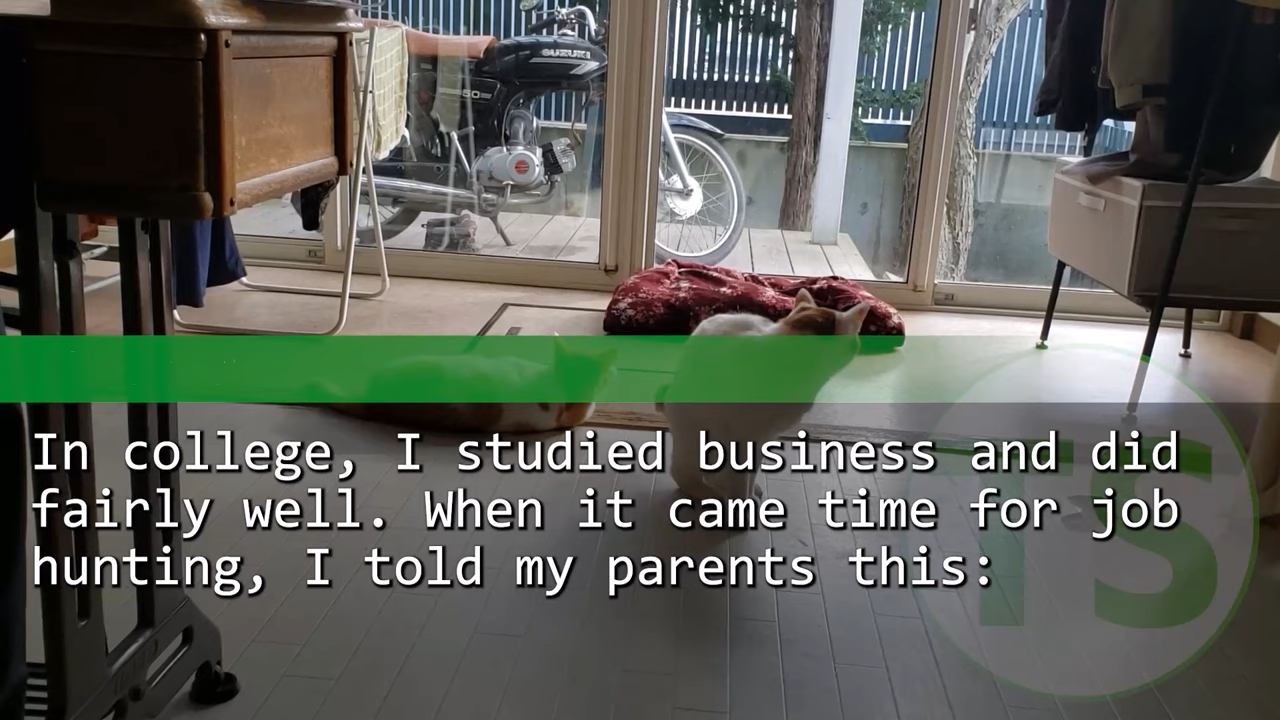 SUZUKI
50
In college, I studied business and did
fairly well. When it came time for job
hunting, I told my parents this:
TS